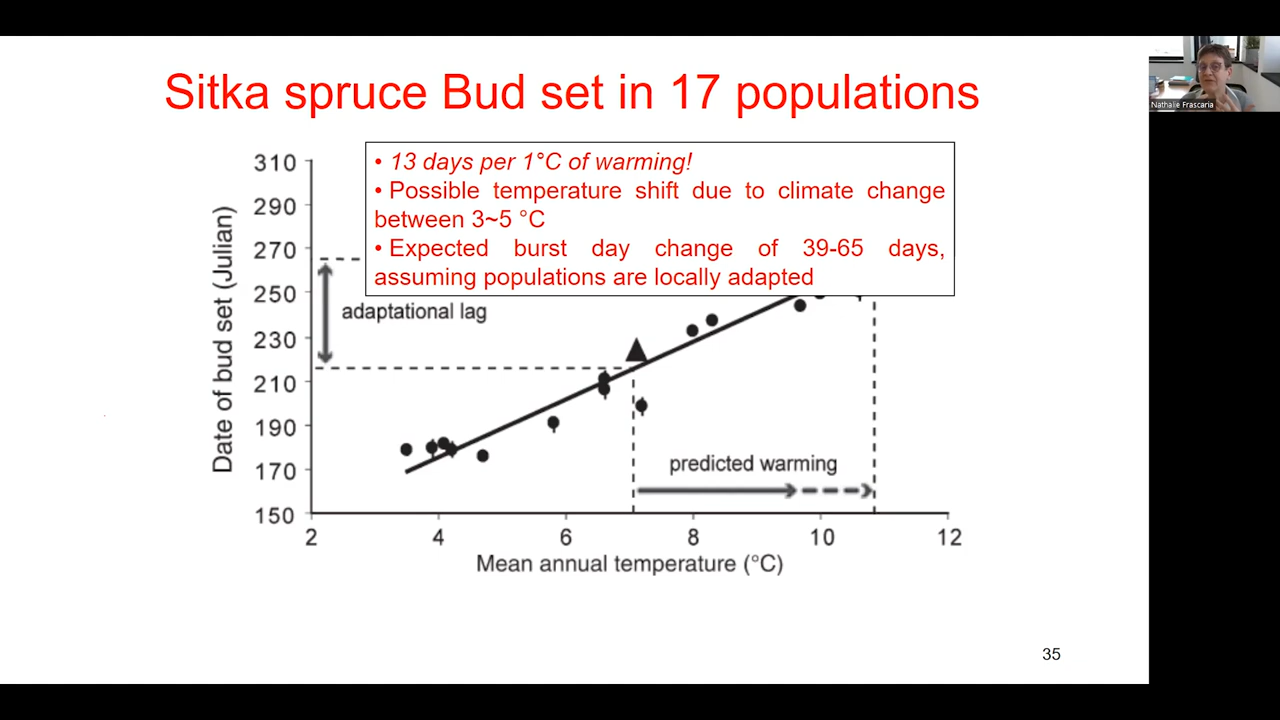 Sitka spruce Bud set in 17 populations
Nathalie Frascaria
• 13 days per 1°C of warming!
• Possible temperature shift due to climate change
between 3~5 °C
• Expected burst day change of 39-65 days,
assuming populations are locally adapted
310
290
270
250
230
210
190
170
150
Date of bud set (Julian)
adaptational lag
predicted warming
2 4 6 8 10 12
Mean annual temperature (°C)
35